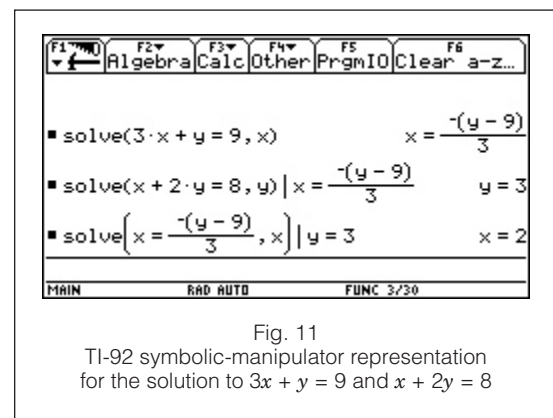 F1 F2 Algebra F3 Calc F4 Other F5 PrgmIO F6 Clear a-z...
▪ solve(3·x + y = 9, x) x = -(y - 9)/3
▪ solve(x + 2·y = 8, y) | x = -(y - 9)/3 y = 3
▪ solve(x = -(y - 9)/3, x) | y = 3 x = 2
MAIN RAD AUTO FUNC 3/30
Fig. 11
TI-92 symbolic-manipulator representation
for the solution to 3x + y = 9 and x + 2y = 8